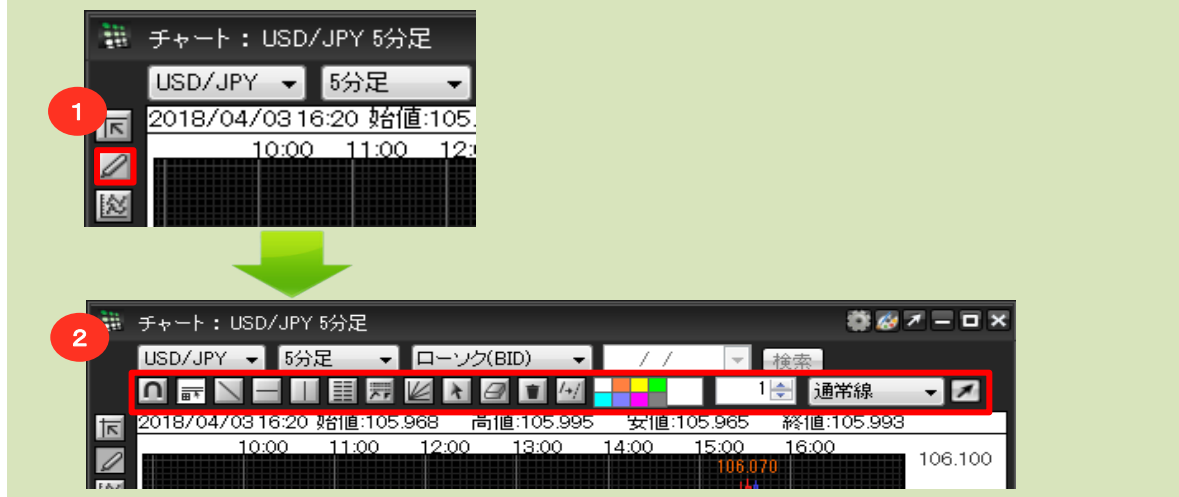 チャート：USD/JPY 5分足
USD/JPY 5分足
1
2018/04/03 16:20 始値:105.
10:00 11:00 12:
2
チャート：USD/JPY 5分足
USD/JPY 5分足 ローソク(BID) / / 検索
1 通常線
2018/04/03 16:20 始値:105.968 高値:105.995 安値:105.965 終値:105.993
10:00 11:00 12:00 13:00 14:00 15:00 16:00
106.070
106.100